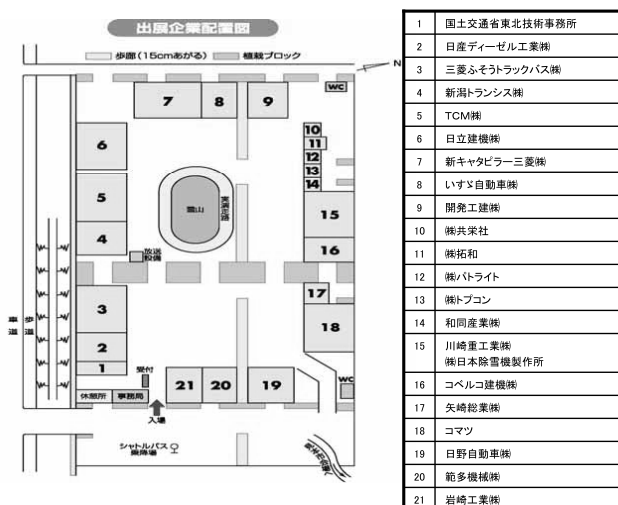 出展企業配置図
歩廊（15cmあがる）
植栽ブロック
N
WC
7
8
9
6
10
11
12
13
14
5
雪山
15
4
放送
設備
16
17
3
18
2
1
受付
WC
休憩所
事務局
21
20
19
入場
車道
歩道
シャトルバス
乗降場
1 国土交通省東北技術事務所
2 日産ディーゼル工業㈱
3 三菱ふそうトラックバス㈱
4 新潟トランシス㈱
5 TCM㈱
6 日立建機㈱
7 新キャタピラー三菱㈱
8 いすゞ自動車㈱
9 開発工建㈱
10 ㈱共栄社
11 ㈱拓和
12 ㈱パトライト
13 ㈱トプコン
14 和同産業㈱
15 川崎重工業㈱
㈱日本除雪機製作所
16 コベルコ建機㈱
17 矢崎総業㈱
18 コマツ
19 日野自動車㈱
20 範多機械㈱
21 岩崎工業㈱